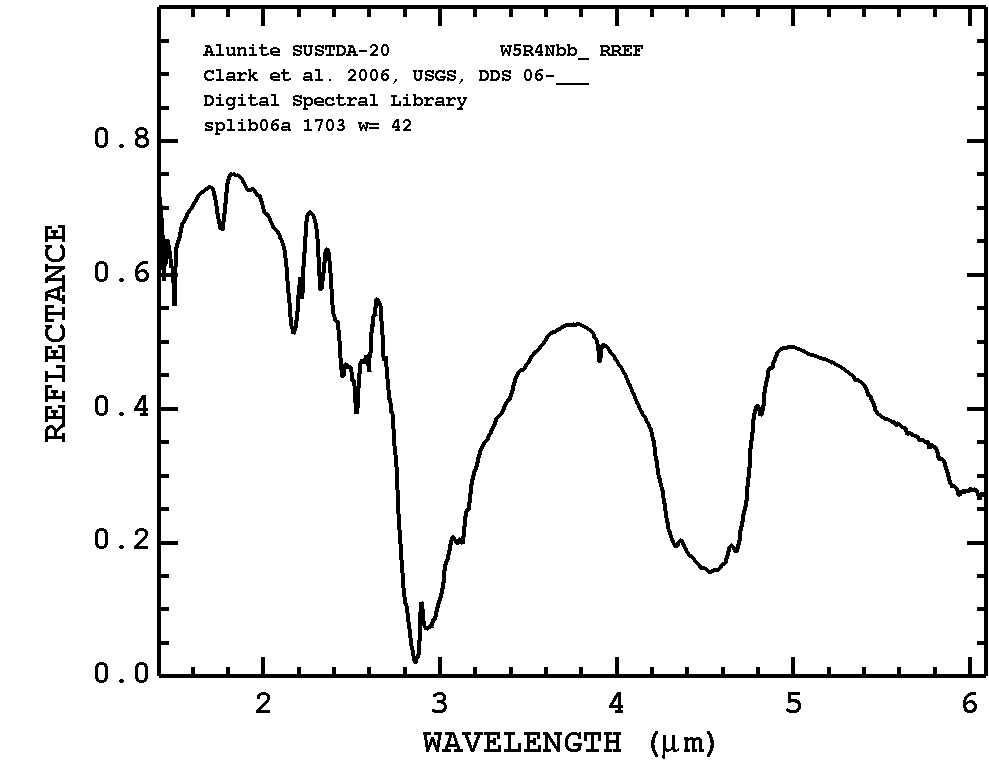 Alunite SUSTDA-20 W5R4Nbb_ RREF
Clark et al. 2006, USGS, DDS 06-___
Digital Spectral Library
splib06a 1703 w= 42
0.8
0.6
0.4
0.2
0.0
REFLECTANCE
2 3 4 5 6
WAVELENGTH (μm)